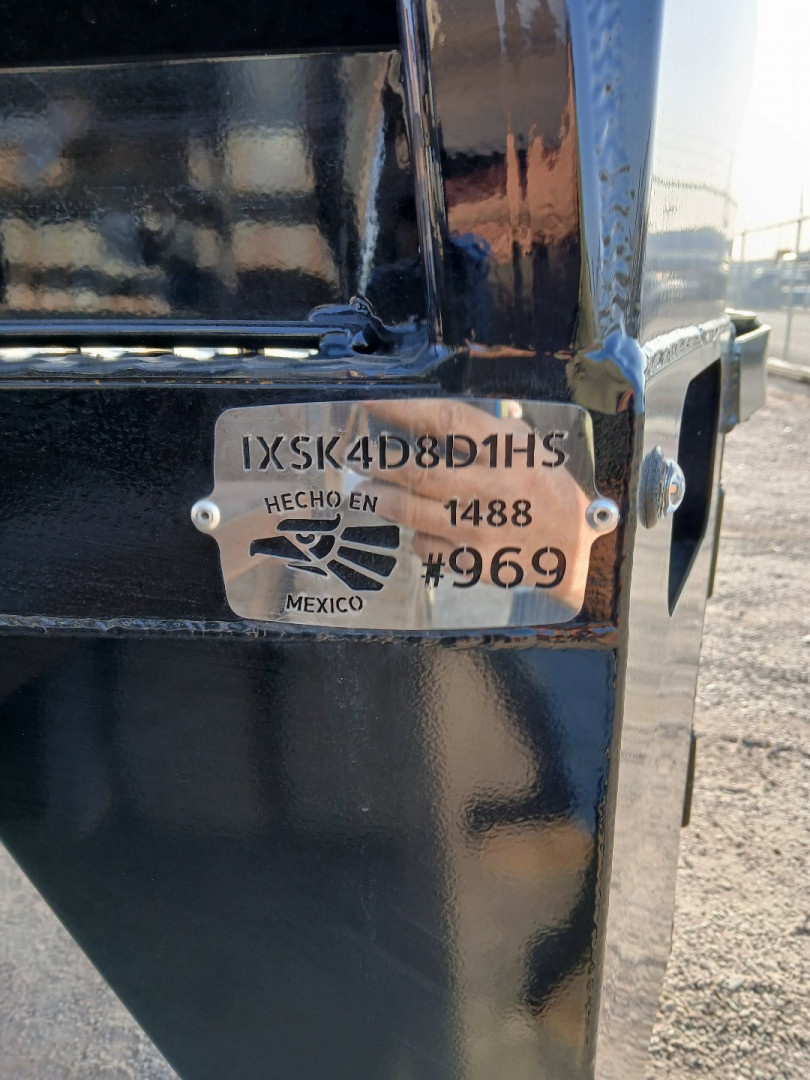 IXSK4D8D1HS
HECHO EN
MEXICO
1488
#969